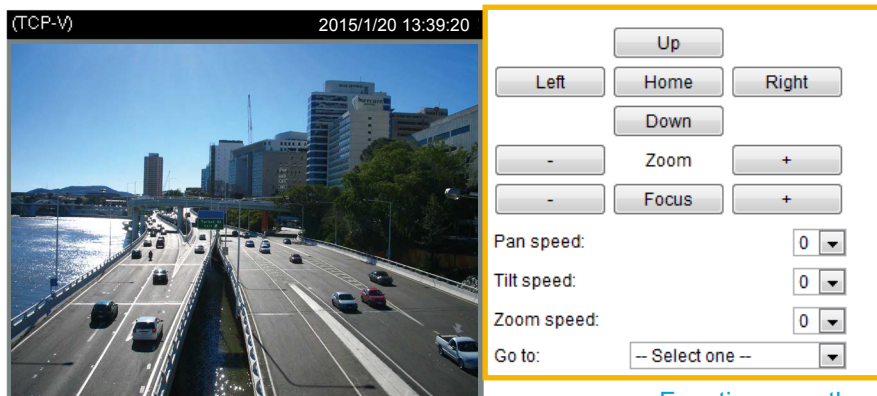 (TCP-V) 2015/1/20 13:39:20
Up
Left Home Right
Down
- Zoom +
- Focus +
Pan speed: 0
Tilt speed: 0
Zoom speed: 0
Go to: -- Select one --